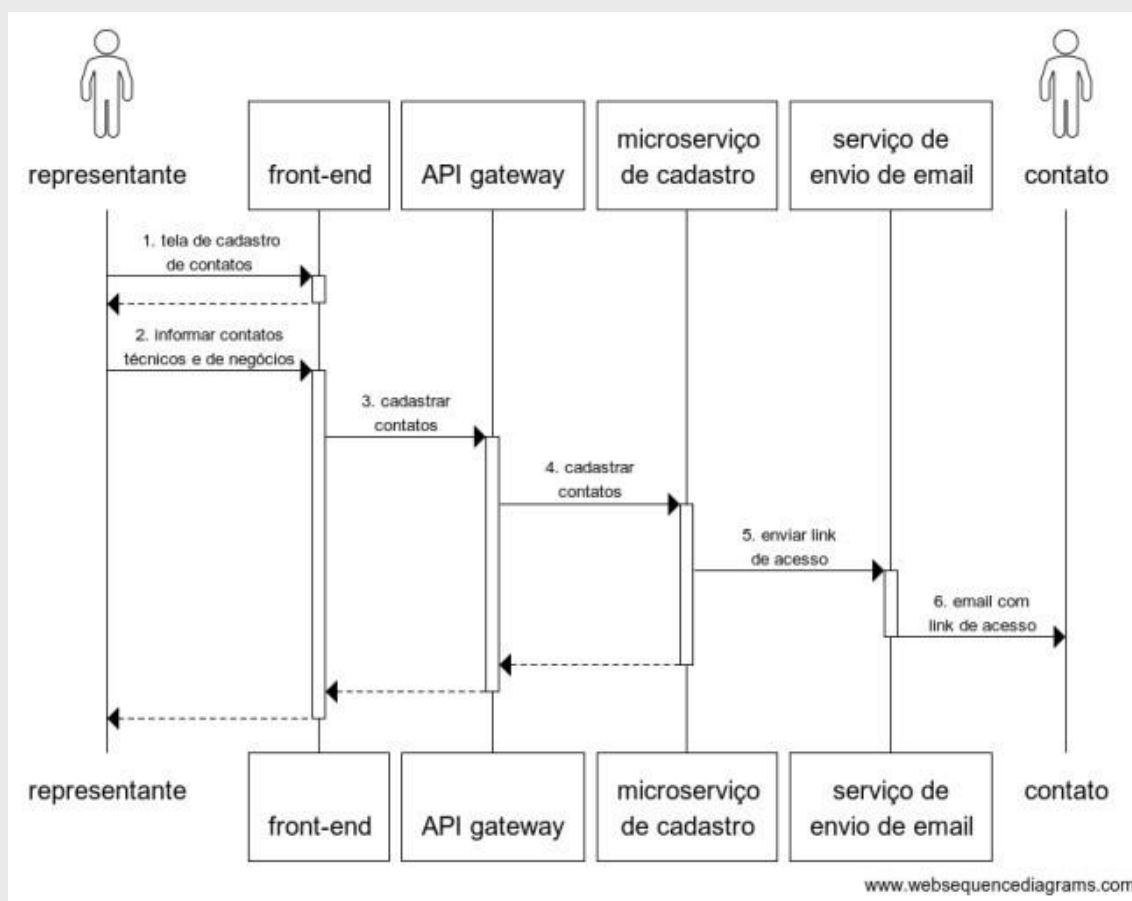 representante
front-end
API gateway
microserviço
de cadastro
serviço de
envio de email
contato
1. tela de cadastro
de contatos
2. informar contatos
técnicos e de negócios
3. cadastrar
contatos
4. cadastrar
contatos
5. enviar link
de acesso
6. email com
link de acesso
representante
front-end
API gateway
microserviço
de cadastro
serviço de
envio de email
contato
www.websequencediagrams.com